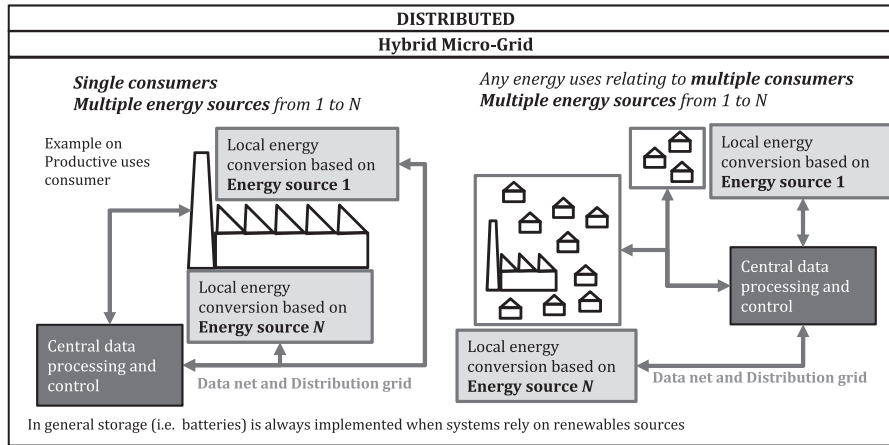 DISTRIBUTED
Hybrid Micro-Grid
Single consumers
Multiple energy sources from 1 to N
Example on
Productive uses
consumer
Local energy
conversion based on
Energy source 1
Local energy
conversion based on
Energy source N
Central data
processing and
control
Data net and Distribution grid
Any energy uses relating to multiple consumers
Multiple energy sources from 1 to N
Local energy
conversion based on
Energy source 1
Central data
processing and
control
Local energy
conversion based on
Energy source N
Data net and Distribution grid
In general storage (i.e. batteries) is always implemented when systems rely on renewables sources